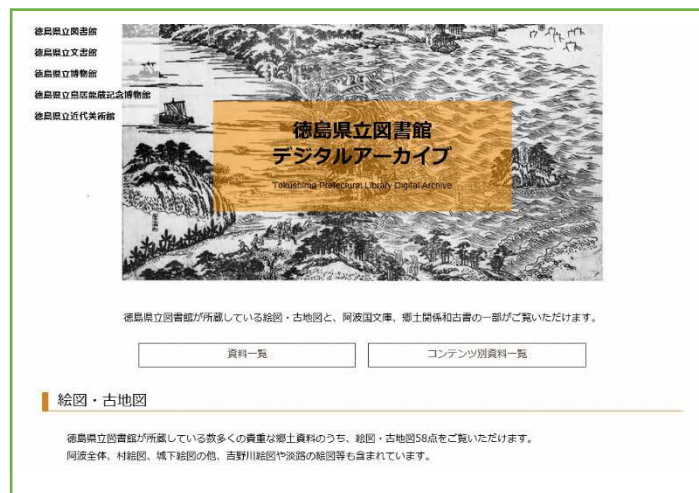 徳島県立図書館
徳島県立文書館
徳島県立博物館
徳島県立鳥居龍蔵記念博物館
徳島県立近代美術館
徳島県立図書館
デジタルアーカイブ
Tokushima Prefectural Library Digital Archive
徳島県立図書館が所蔵している絵図・古地図と、阿波国文庫、郷土関係和古書の一部がご覧いただけます。
資料一覧
コンテンツ別資料一覧
絵図・古地図
徳島県立図書館が所蔵している数多くの貴重な郷土資料のうち、絵図・古地図58点をご覧いただけます。
阿波全体、村絵図、城下絵図の他、吉野川絵図や淡路の絵図等も含まれています。